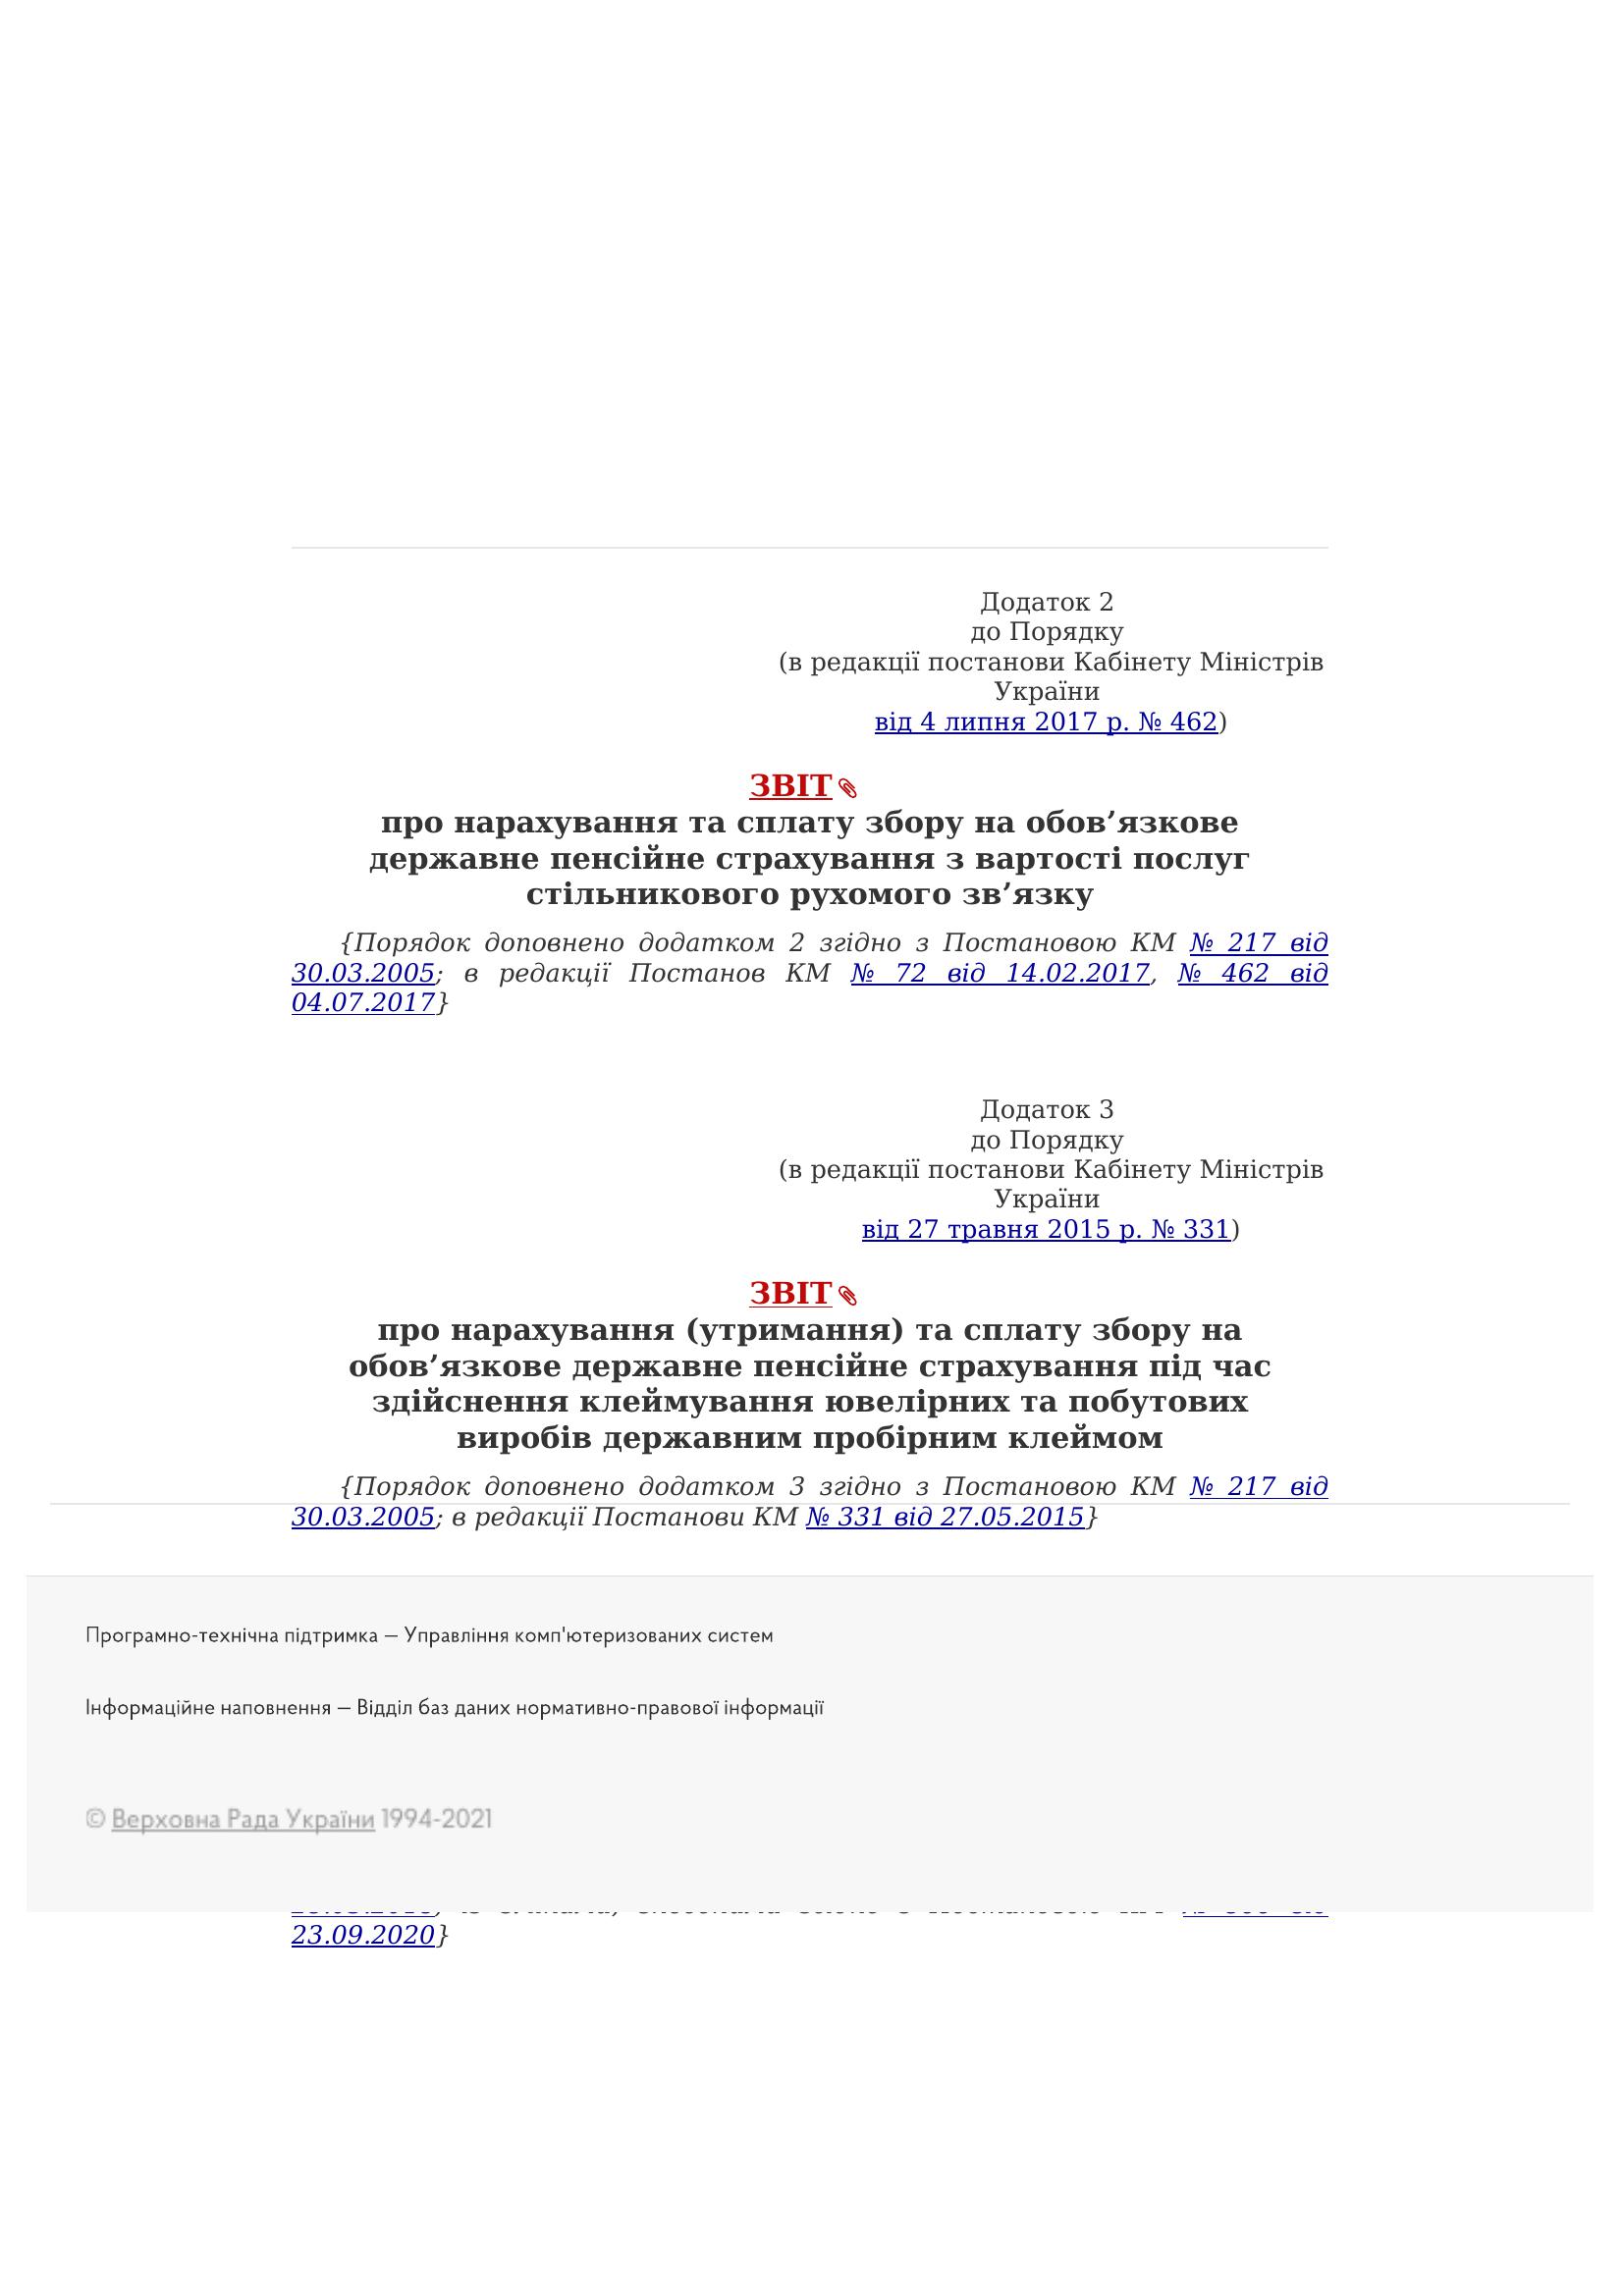 Додаток 2
до Порядку
(в редакції постанови Кабінету Міністрів
України
від 4 липня 2017 р. № 462)
ЗВІТ
про нарахування та сплату збору на обов’язкове
державне пенсійне страхування з вартості послуг
стільникового рухомого зв’язку
{Порядок доповнено додатком 2 згідно з Постановою КМ № 217 від
30.03.2005; в редакції Постанов КМ № 72 від 14.02.2017, № 462 від
04.07.2017}
Додаток 3
до Порядку
(в редакції постанови Кабінету Міністрів
України
від 27 травня 2015 р. № 331)
ЗВІТ
про нарахування (утримання) та сплату збору на
обов’язкове державне пенсійне страхування під час
здійснення клеймування ювелірних та побутових
виробів державним пробірним клеймом
{Порядок доповнено додатком 3 згідно з Постановою КМ № 217 від
30.03.2005; в редакції Постанови КМ № 331 від 27.05.2015}
Програмно-технічна підтримка — Управління комп'ютеризованих систем
Інформаційне наповнення — Відділ баз даних нормативно-правової інформації
© Верховна Рада України 1994-2021
23.09.2020}